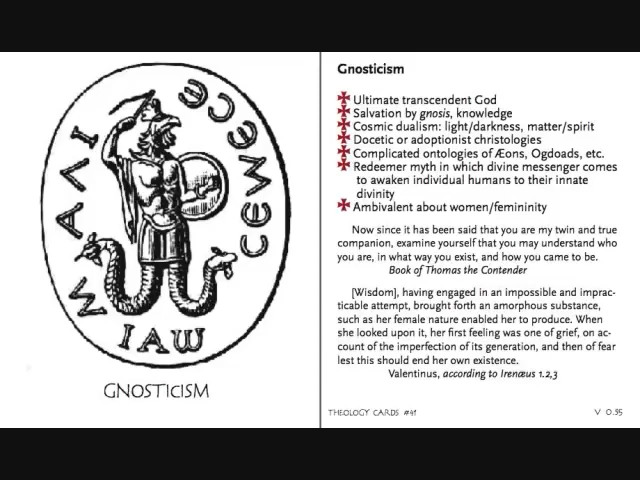 ΙΑW
GNOSTICISM
Gnosticism
✠ Ultimate transcendent God
✠ Salvation by gnosis, knowledge
✠ Cosmic dualism: light/darkness, matter/spirit
✠ Docetic or adoptionist christologies
✠ Complicated ontologies of Æons, Ogdoads, etc.
✠ Redeemer myth in which divine messenger comes
to awaken individual humans to their innate
divinity
✠ Ambivalent about women/femininity
Now since it has been said that you are my twin and true
companion, examine yourself that you may understand who
you are, in what way you exist, and how you came to be.
Book of Thomas the Contender
[Wisdom], having engaged in an impossible and imprac-
ticable attempt, brought forth an amorphous substance,
such as her female nature enabled her to produce. When
she looked upon it, her first feeling was one of grief, on ac-
count of the imperfection of its generation, and then of fear
lest this should end her own existence.
Valentinus, according to Irenæus 1.2,3
THEOLOGY CARDS #41
V 0.35